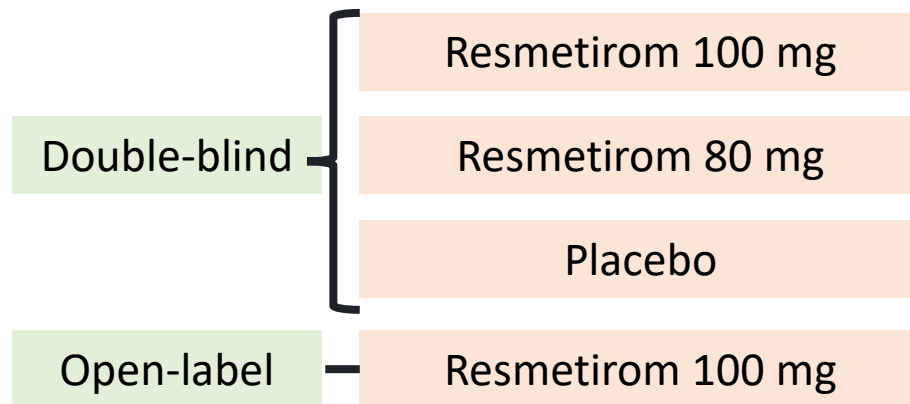 Resmetirom 100 mg
Double-blind
Resmetirom 80 mg
Placebo
Open-label
Resmetirom 100 mg